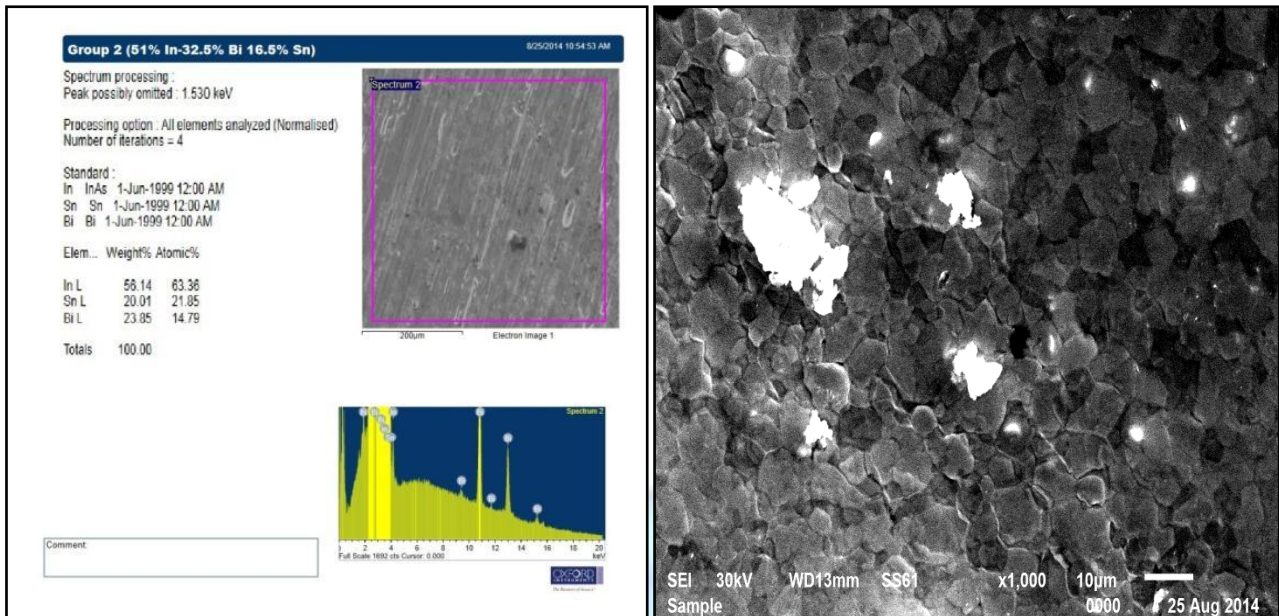 Group 2 (51% In-32.5% Bi 16.5% Sn)
8/25/2014 10:54:53 AM
Spectrum processing :
Peak possibly omitted : 1.530 keV
Processing option : All elements analyzed (Normalised)
Number of iterations = 4
Standard :
In InAs 1-Jun-1999 12:00 AM
Sn Sn 1-Jun-1999 12:00 AM
Bi Bi 1-Jun-1999 12:00 AM
Elem... Weight% Atomic%
In L 56.14 63.36
Sn L 20.01 21.85
Bi L 23.85 14.79
Totals 100.00
Spectrum 2
200µm Electron Image 1
Spectrum 2
2 4 6 8 10 12 14 16 18 20
Full Scale 1692 cts Cursor: 0.000 keV
Comment:
OXFORD
INSTRUMENTS
The Business of Science
SEI 30kV WD13mm SS61 x1,000 10µm
Sample 0000 25 Aug 2014